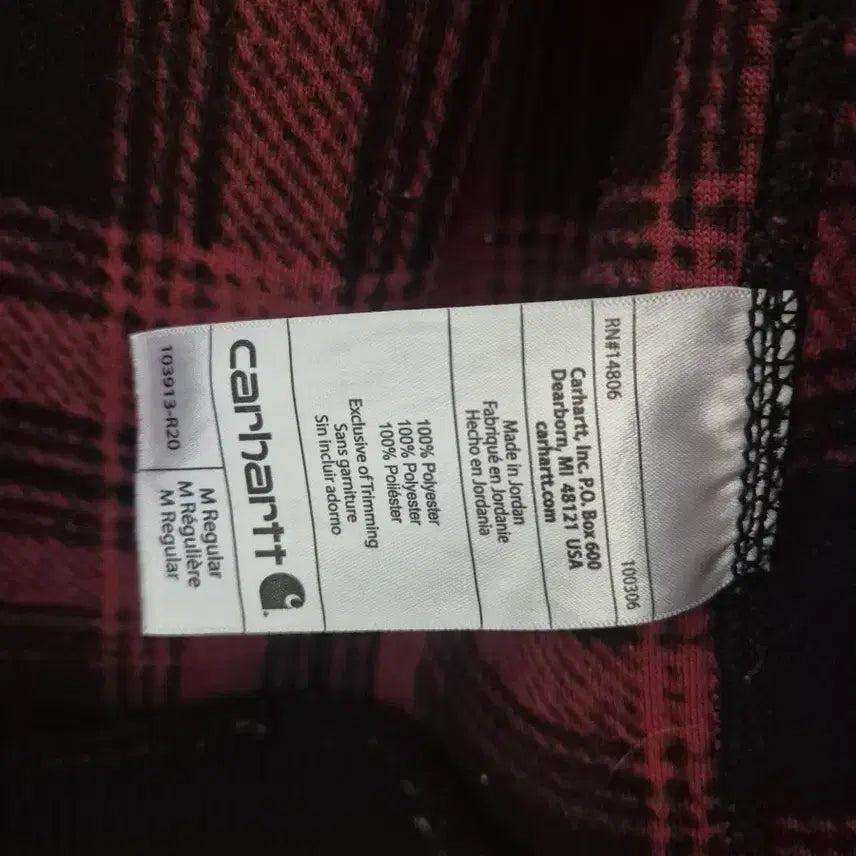 RN#14806 100306
Carhartt, Inc. P.O. Box 600
Dearborn, MI 48121 USA
carhartt.com
Made in Jordan
Fabriqué en Jordanie
Hecho en Jordania
100% Polyester
100% Polyester
100% Poliéster
Exclusive of Trimming
Sans garniture
Sin incluir adorno
carhartt
103913-R20
M Regular
M Régulière
M Regular